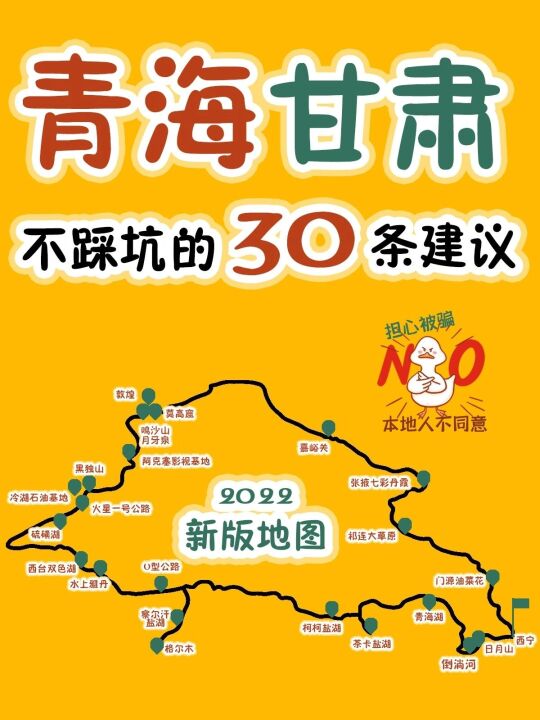 青海甘肃
不踩坑的30条建议
担心被骗
NO
本地人不同意
敦煌
莫高窟
鸣沙山
月牙泉
嘉峪关
阿克塞影视基地
张掖七彩丹霞
黑独山
冷湖石油基地
火星一号公路
2022
新版地图
硫磺湖
祁连大草原
西台双色湖
水上雅丹
U型公路
门源油菜花
察尔汗
盐湖
柯柯盐湖
青海湖
茶卡盐湖
西宁
日月山
格尔木
倒淌河